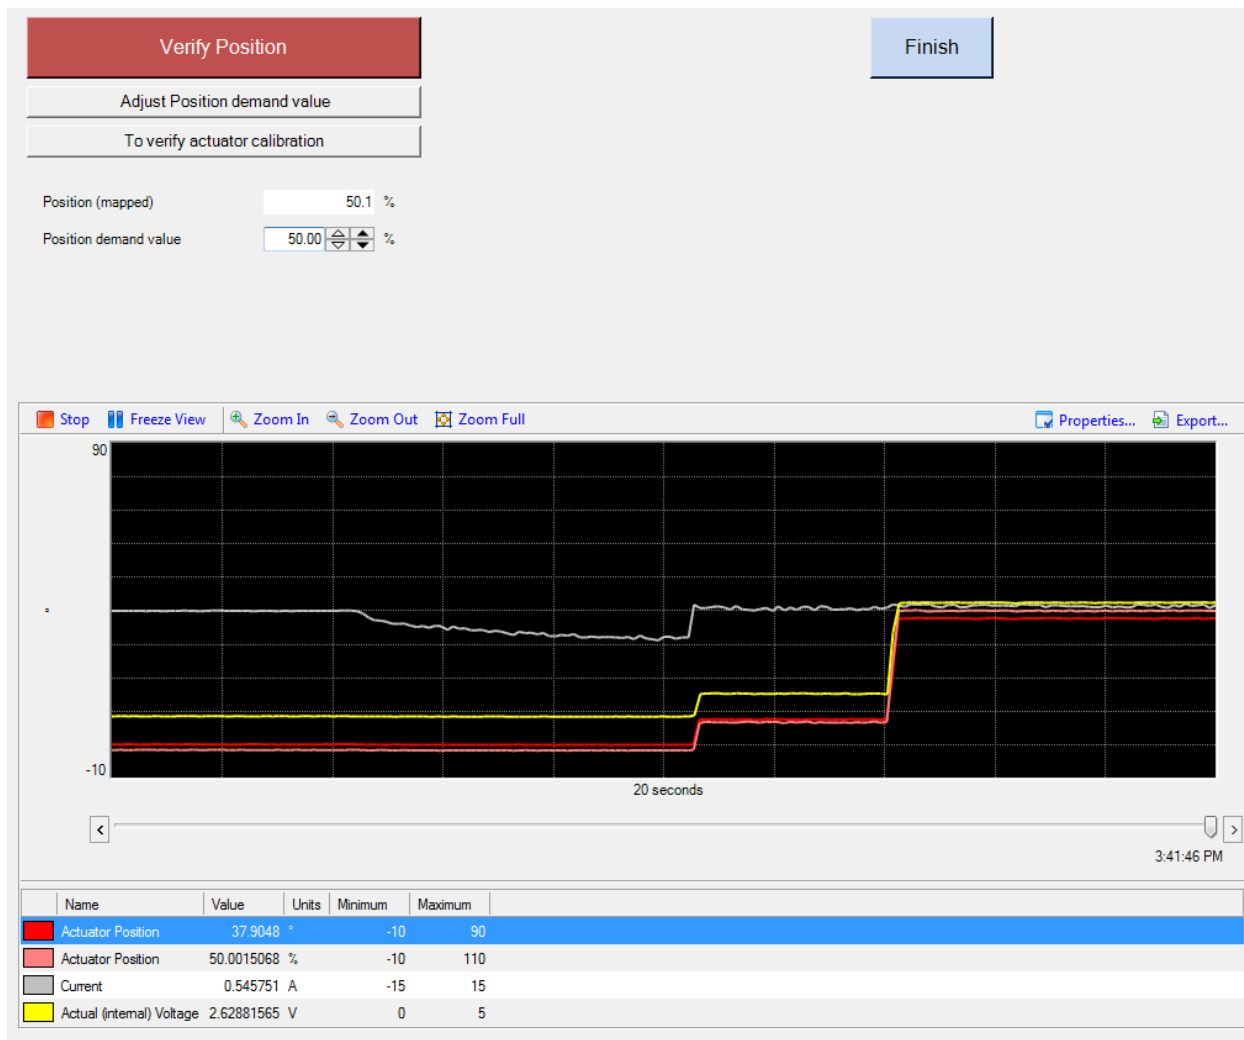 Verify Position
Finish
Adjust Position demand value
To verify actuator calibration
Position (mapped) 50.1 %
Position demand value 50.00 %
Stop Freeze View Zoom In Zoom Out Zoom Full Properties... Export...
90
°
-10
20 seconds
< >
3:41:46 PM
Name Value Units Minimum Maximum
Actuator Position 37.9048 ° -10 90
Actuator Position 50.0015068 % -10 110
Current 0.545751 A -15 15
Actual (internal) Voltage 2.62881565 V 0 5